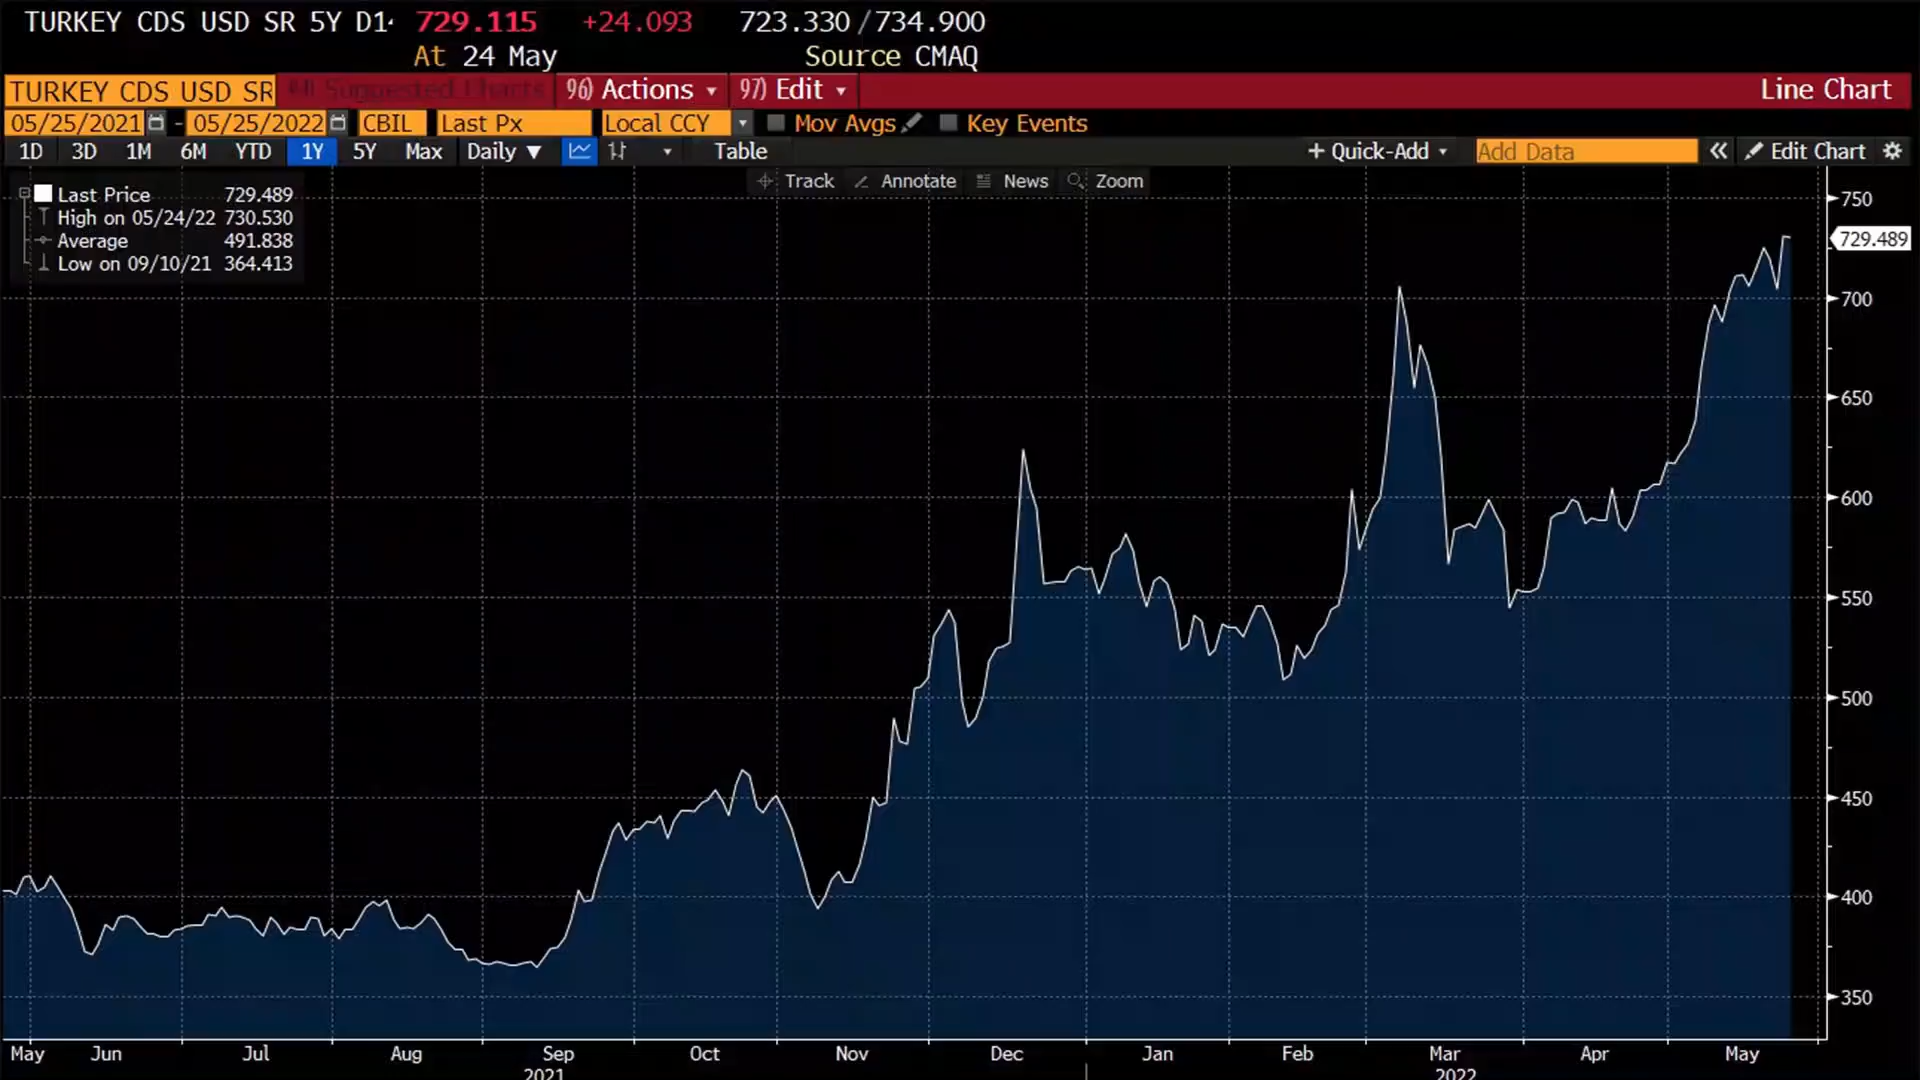 TURKEY CDS USD SR 5Y D14 729.115 +24.093 723.330/734.900
At 24 May Source CMAQ
TURKEY CDS USD SR Suggested Charts 96) Actions 97) Edit Line Chart
05/25/2021 - 05/25/2022 CBIL Last Px Local CCY Mov Avgs Key Events
1D 3D 1M 6M YTD 1Y 5Y Max Daily ▼ Table + Quick-Add Add Data « Edit Chart
Track Annotate News Zoom
Last Price 729.489
High on 05/24/22 730.530
Average 491.838
Low on 09/10/21 364.413
750
729.489
700
650
600
550
500
450
400
350
May Jun Jul Aug Sep Oct Nov Dec Jan Feb Mar Apr May
2021 2022